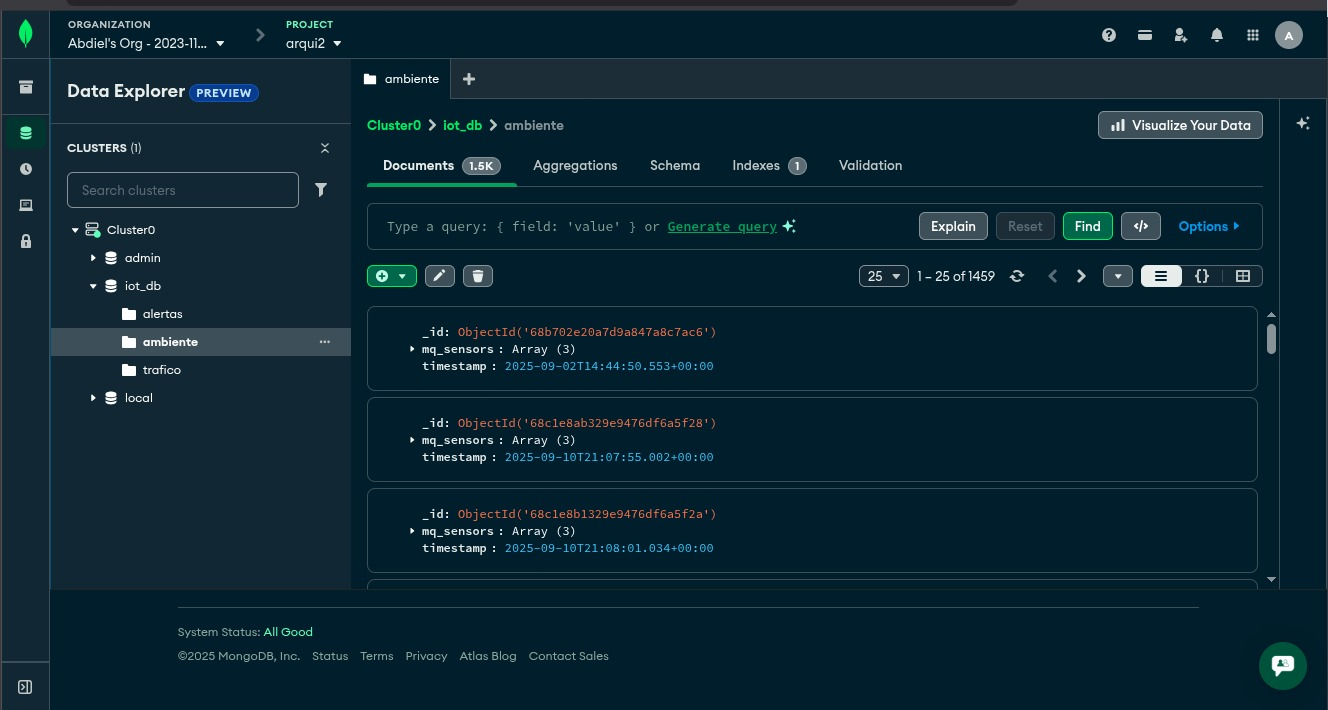 ORGANIZATION
Abdiel's Org - 2023-11...
PROJECT
arqui2
A
Data Explorer PREVIEW
CLUSTERS (1)
Search clusters
Cluster0
admin
iot_db
alertas
ambiente
trafico
local
ambiente
Cluster0 > iot_db > ambiente
Visualize Your Data
Documents 1.5K Aggregations Schema Indexes 1 Validation
Type a query: { field: 'value' } or Generate query
Explain Reset Find </> Options
25 1 – 25 of 1459 {}
_id: ObjectId('68b702e20a7d9a847a8c7ac6')
mq_sensors : Array (3)
timestamp : 2025-09-02T14:44:50.553+00:00
_id: ObjectId('68c1e8ab329e9476df6a5f28')
mq_sensors : Array (3)
timestamp : 2025-09-10T21:07:55.002+00:00
_id: ObjectId('68c1e8b1329e9476df6a5f2a')
mq_sensors : Array (3)
timestamp : 2025-09-10T21:08:01.034+00:00
System Status: All Good
©2025 MongoDB, Inc. Status Terms Privacy Atlas Blog Contact Sales